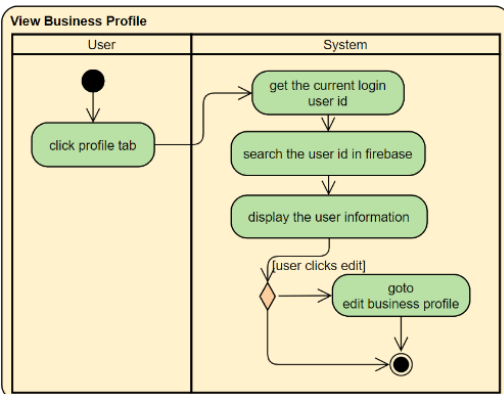 View Business Profile
User
System
click profile tab
get the current login
user id
search the user id in firebase
display the user information
[user clicks edit]
goto
edit business profile